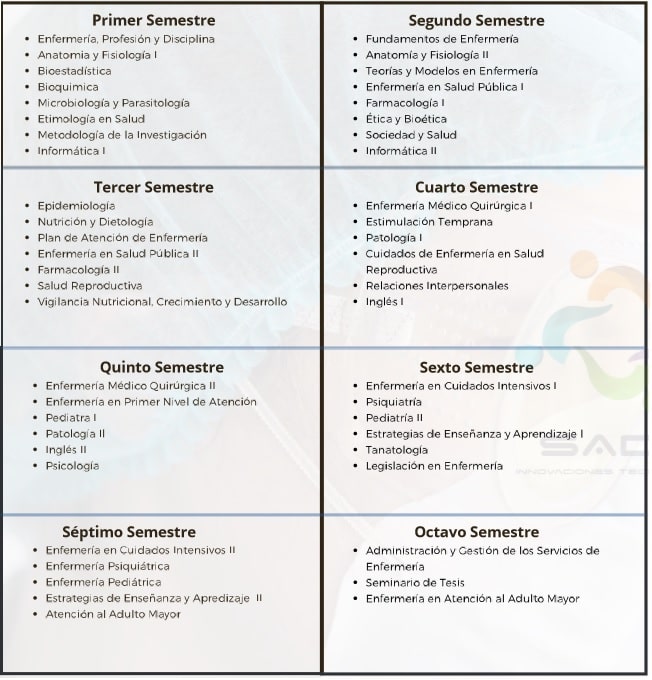 Primer Semestre
Enfermería, Profesión y Disciplina
Anatomia y Fisiología I
Bioestadística
Bioquimica
Microbiología y Parasitología
Etimología en Salud
Metodología de la Investigación
Informática I
Segundo Semestre
Fundamentos de Enfermería
Anatomía y Fisiología II
Teorías y Modelos en Enfermería
Enfermería en Salud Pública I
Farmacología I
Ética y Bioética
Sociedad y Salud
Informática II
Tercer Semestre
Epidemiología
Nutrición y Dietología
Plan de Atención de Enfermería
Enfermería en Salud Pública II
Farmacología II
Salud Reproductiva
Vigilancia Nutricional, Crecimiento y Desarrollo
Cuarto Semestre
Enfermería Médico Quirúrgica I
Estimulación Temprana
Patología I
Cuidados de Enfermería en Salud
Reproductiva
Relaciones Interpersonales
Inglés I
Quinto Semestre
Enfermería Médico Quirúrgica II
Enfermería en Primer Nivel de Atención
Pediatra I
Patología II
Inglés II
Psicología
Sexto Semestre
Enfermería en Cuidados Intensivos I
Psiquiatría
Pediatría II
Estrategias de Enseñanza y Aprendizaje I
Tanatología
Legislación en Enfermería
INNOVACIONES
Séptimo Semestre
Enfemería en Cuidados Intensivos II
Enfermería Psiquiátrica
Enfermería Pediátrica
Estrategias de Enseñanza y Apredizaje II
Atención al Adulto Mayor
Octavo Semestre
Administración y Gestión de los Servicios de
Enfermería
Seminario de Tesis
Enfermería en Atención al Adulto Mayor